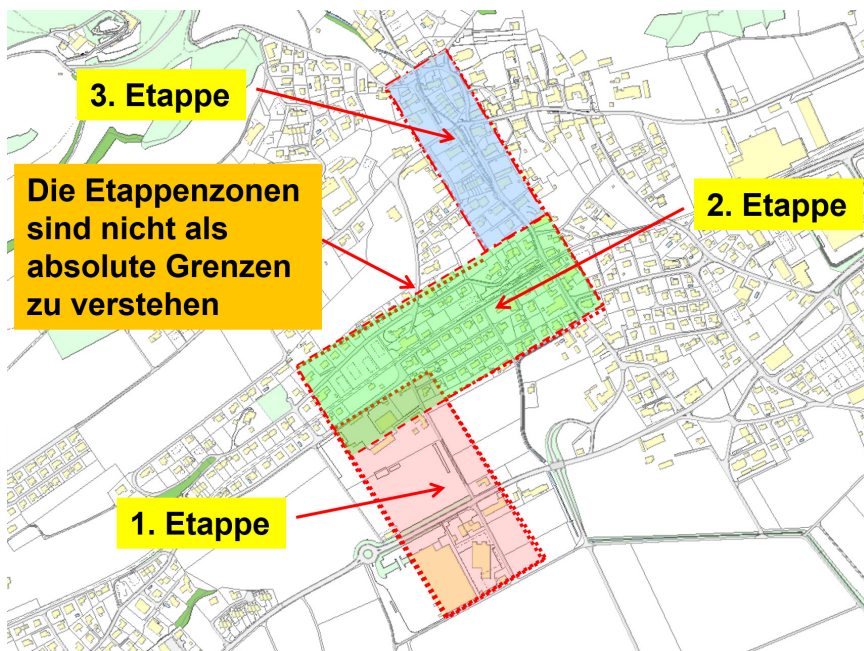 3. Etappe
Die Etappenzonen
sind nicht als
absolute Grenzen
zu verstehen
2. Etappe
1. Etappe